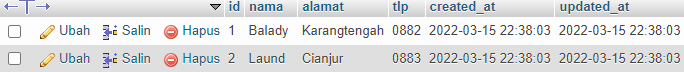 id nama alamat tlp created_at updated_at
Ubah Salin Hapus 1 Balady Karangtengah 0882 2022-03-15 22:38:03 2022-03-15 22:38:03
Ubah Salin Hapus 2 Laund Cianjur 0883 2022-03-15 22:38:03 2022-03-15 22:38:03